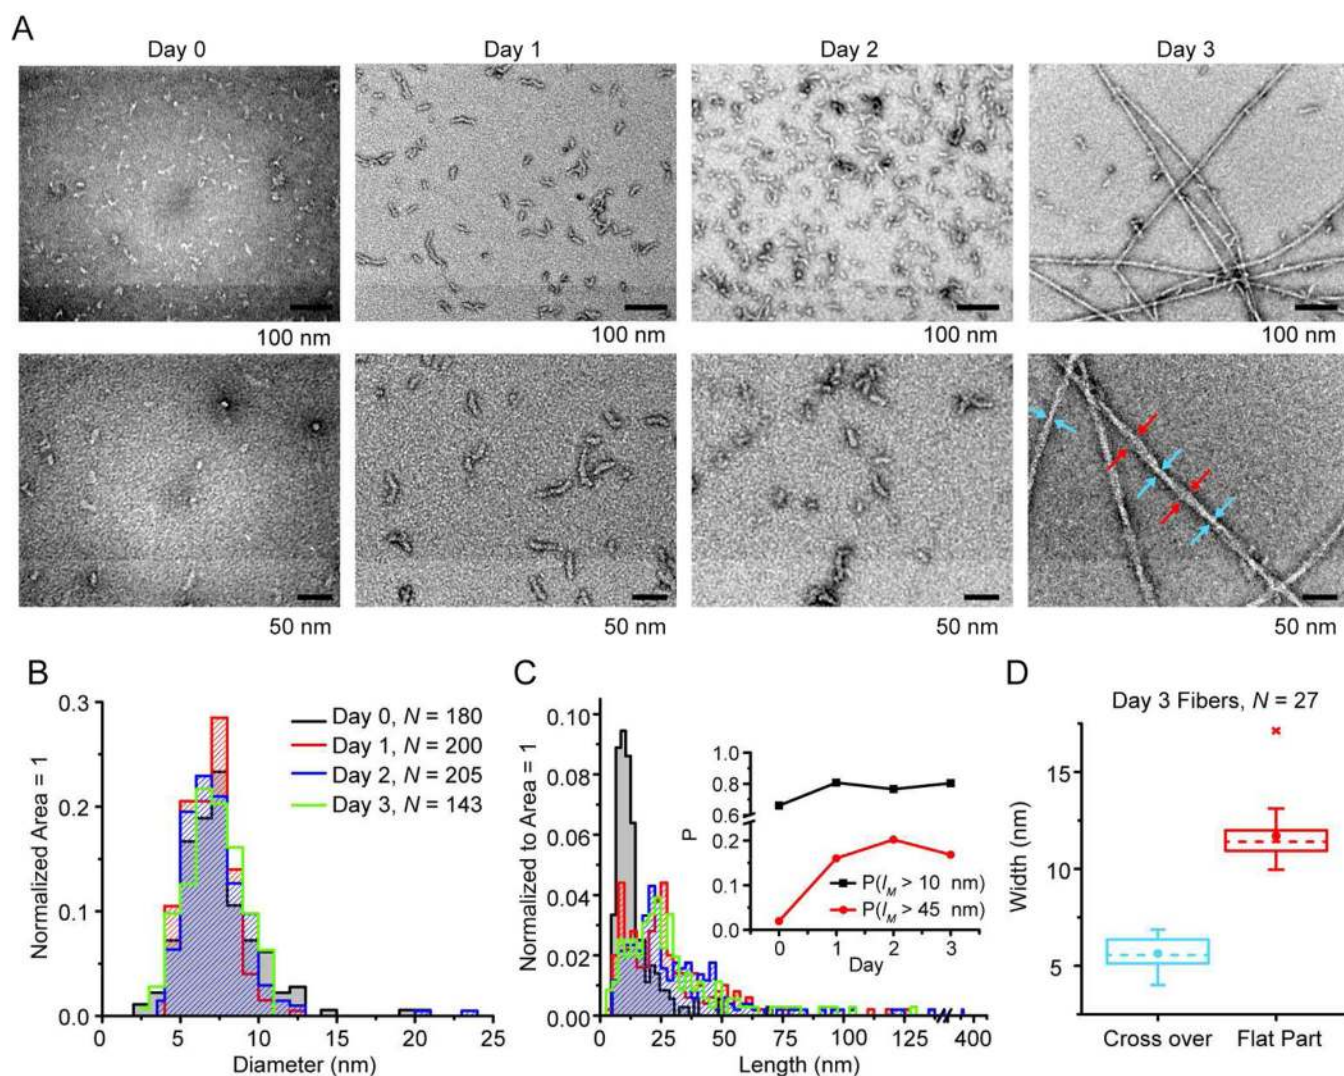 A
Day 0
Day 1
Day 2
Day 3
100 nm
100 nm
100 nm
100 nm
50 nm
50 nm
50 nm
50 nm
B
0.3
0.2
0.1
0.0
Normalized Area = 1
Day 0, N = 180
Day 1, N = 200
Day 2, N = 205
Day 3, N = 143
0
5
10
15
20
25
Diameter (nm)
C
0.10
0.08
0.06
0.04
0.02
0.00
Normalized to Area = 1
1.0
0.8
0.6
0.2
0.1
0.0
P
P(l_M > 10 nm)
P(l_M > 45 nm)
0
1
2
3
Day
0
25
50
75
100
125
400
Length (nm)
D
Day 3 Fibers, N = 27
15
10
5
Width (nm)
Cross over
Flat Part